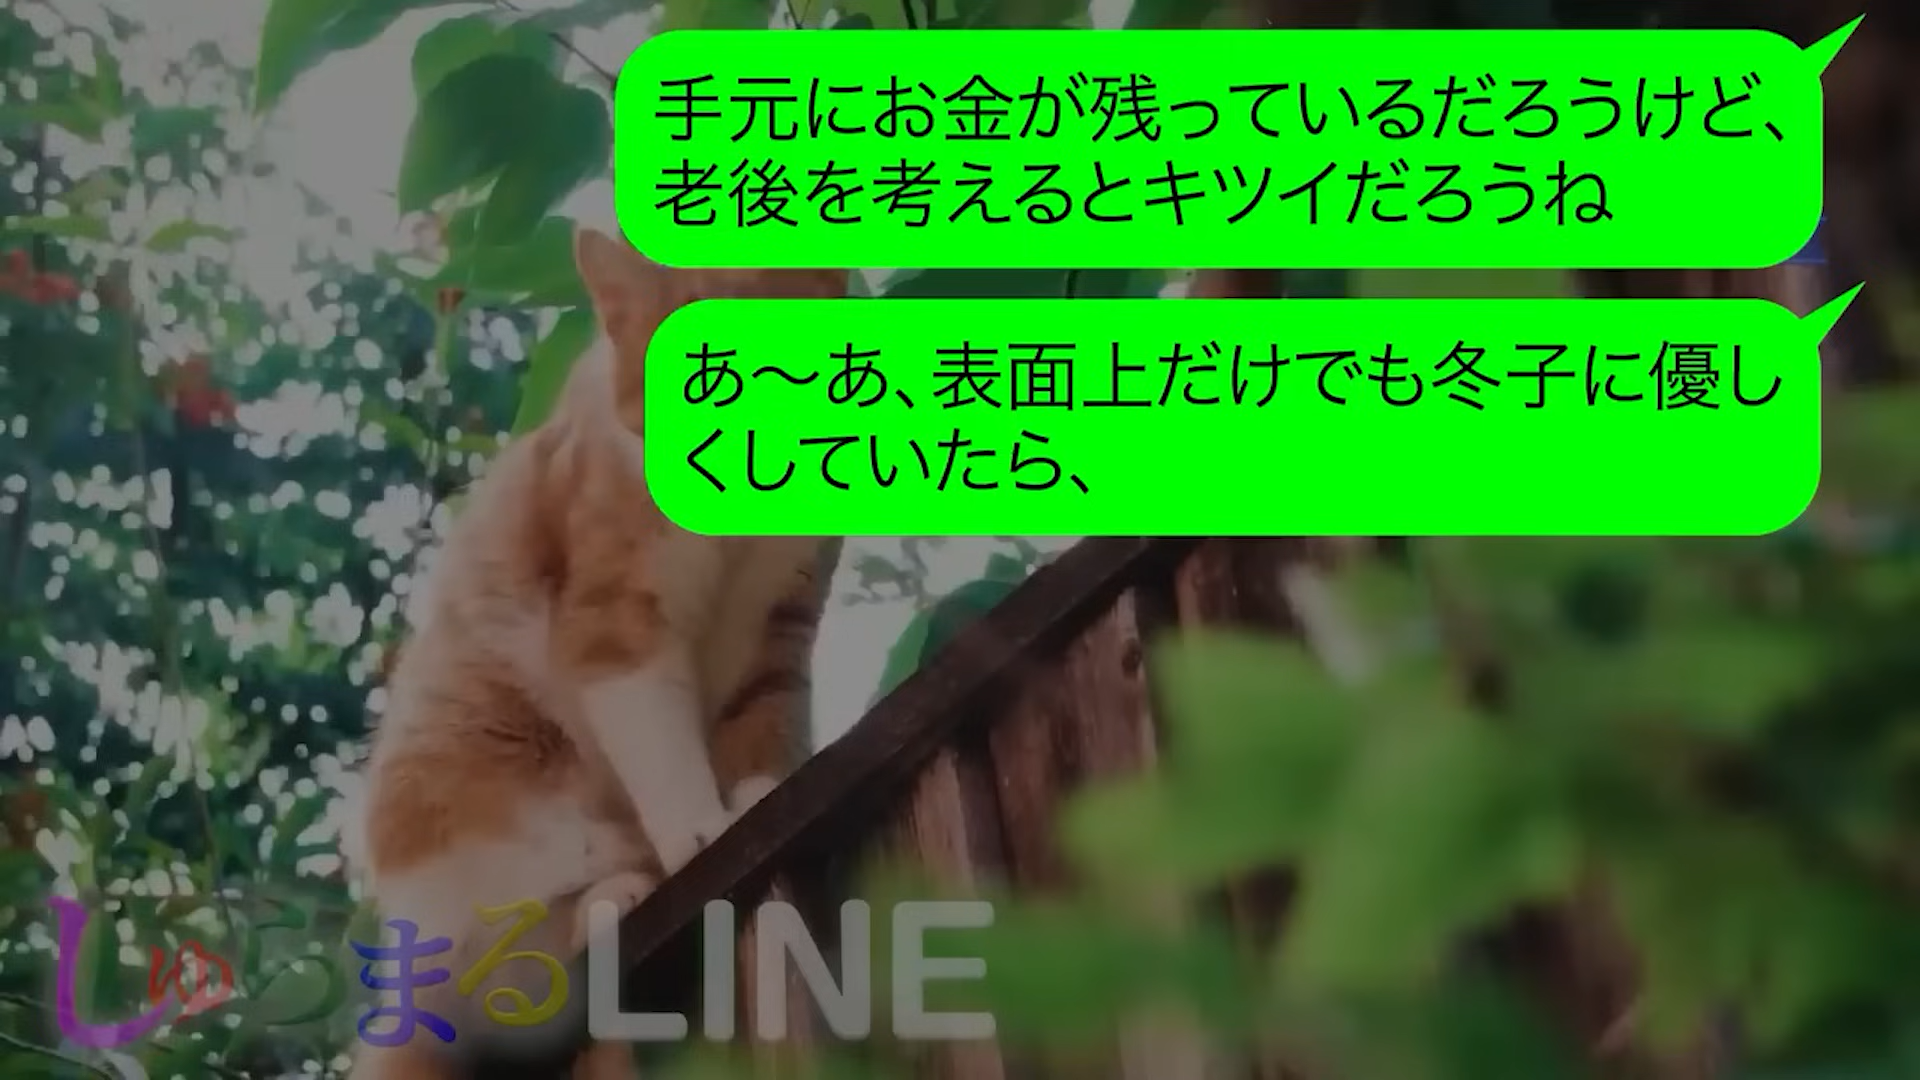 手元にお金が残っているだろうけど、
老後を考えるとキツイだろうね
あ～あ、表面上だけでも冬子に優し
くしていたら、
しゅらまるLINE